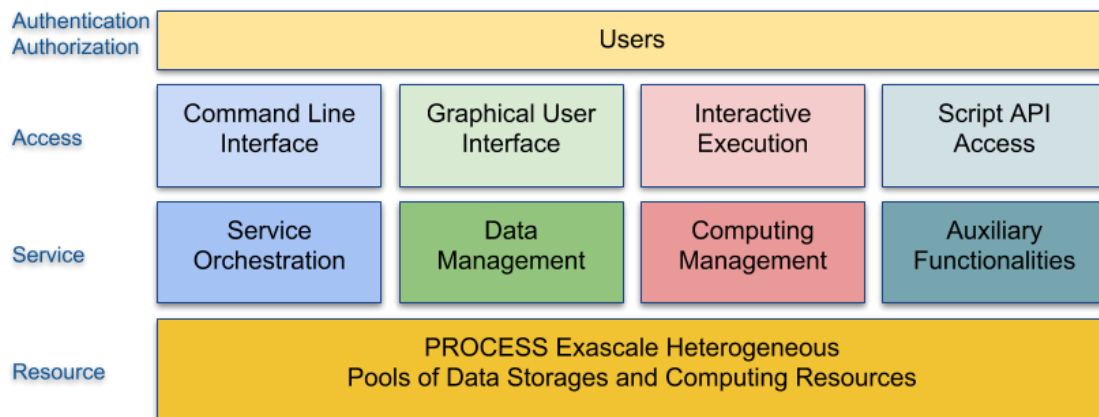 Authentication
Authorization
Users
Access
Command Line
Interface
Graphical User
Interface
Interactive
Execution
Script API
Access
Service
Service
Orchestration
Data
Management
Computing
Management
Auxiliary
Functionalities
Resource
PROCESS Exascale Heterogeneous
Pools of Data Storages and Computing Resources